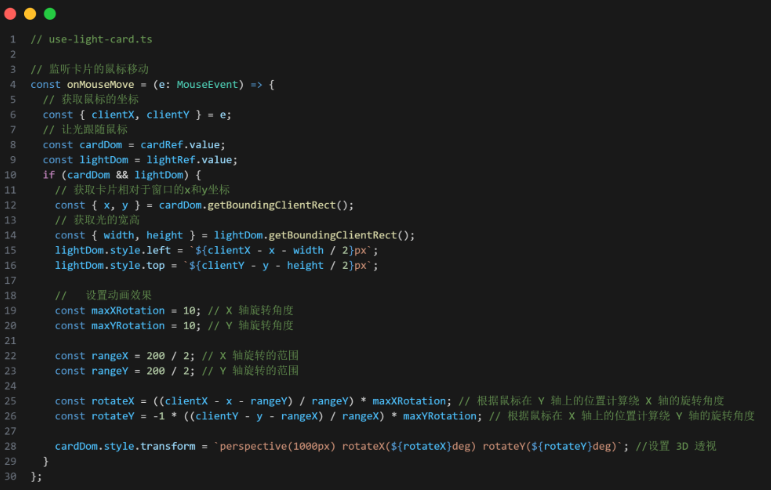 1 // use-light-card.ts
2
3 // 监听卡片的鼠标移动
4 const onMouseMove = (e: MouseEvent) => {
5   // 获取鼠标的坐标
6   const { clientX, clientY } = e;
7   // 让光跟随鼠标
8   const cardDom = cardRef.value;
9   const lightDom = lightRef.value;
10   if (cardDom && lightDom) {
11     // 获取卡片相对于窗口的x和y坐标
12     const { x, y } = cardDom.getBoundingClientRect();
13     // 获取光的宽高
14     const { width, height } = lightDom.getBoundingClientRect();
15     lightDom.style.left = `${clientX - x - width / 2}px`;
16     lightDom.style.top = `${clientY - y - height / 2}px`;
17
18     //   设置动画效果
19     const maxXRotation = 10; // X 轴旋转角度
20     const maxYRotation = 10; // Y 轴旋转角度
21
22     const rangeX = 200 / 2; // X 轴旋转的范围
23     const rangeY = 200 / 2; // Y 轴旋转的范围
24
25     const rotateX = ((clientX - x - rangeY) / rangeY) * maxXRotation; // 根据鼠标在 Y 轴上的位置计算绕 X 轴的旋转角度
26     const rotateY = -1 * ((clientY - y - rangeX) / rangeX) * maxYRotation; // 根据鼠标在 X 轴上的位置计算绕 Y 轴的旋转角度
27
28     cardDom.style.transform = `perspective(1000px) rotateX(${rotateX}deg) rotateY(${rotateY}deg)`; //设置 3D 透视
29   }
30 };